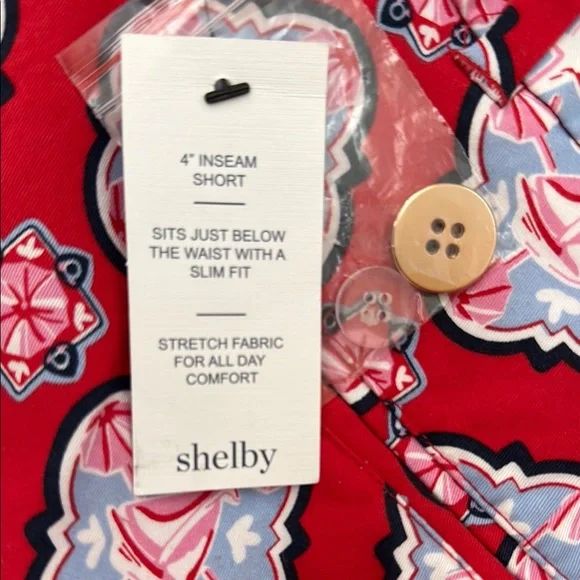 4" INSEAM
SHORT
SITS JUST BELOW
THE WAIST WITH A
SLIM FIT
STRETCH FABRIC
FOR ALL DAY
COMFORT
shelby